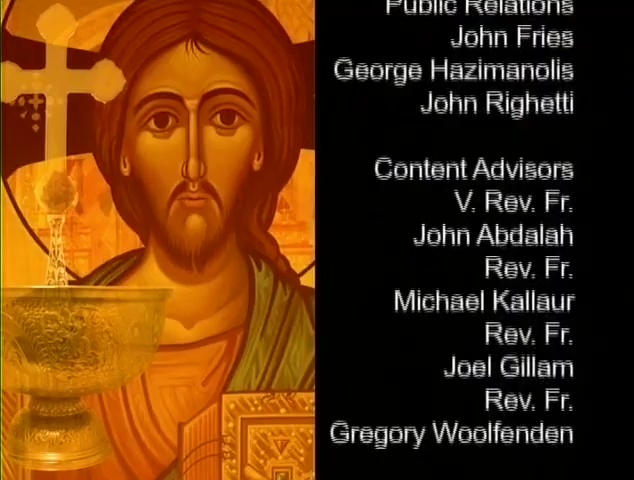 Public Relations
John Fries
George Hazimanolis
John Righetti
Content Advisors
V. Rev. Fr.
John Abdalah
Rev. Fr.
Michael Kallaur
Rev. Fr.
Joel Gillam
Rev. Fr.
Gregory Woolfenden